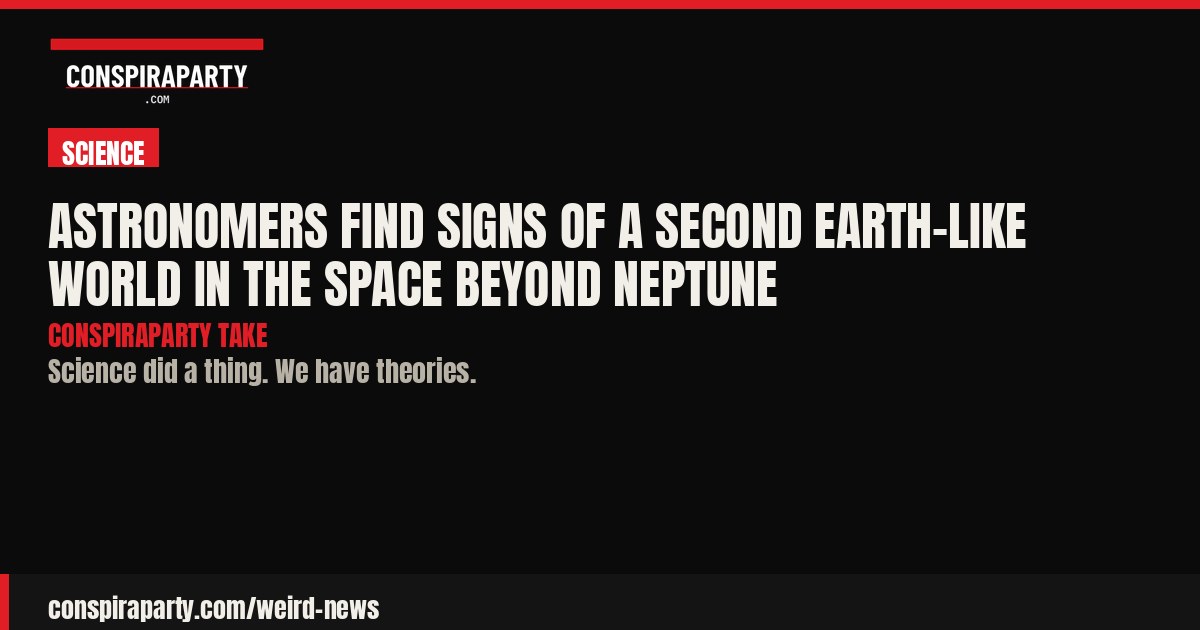 CONSPIRAPARTY
.COM
SCIENCE
ASTRONOMERS FIND SIGNS OF A SECOND EARTH-LIKE
WORLD IN THE SPACE BEYOND NEPTUNE
CONSPIRAPARTY TAKE
Science did a thing. We have theories.
conspiraparty.com/weird-news